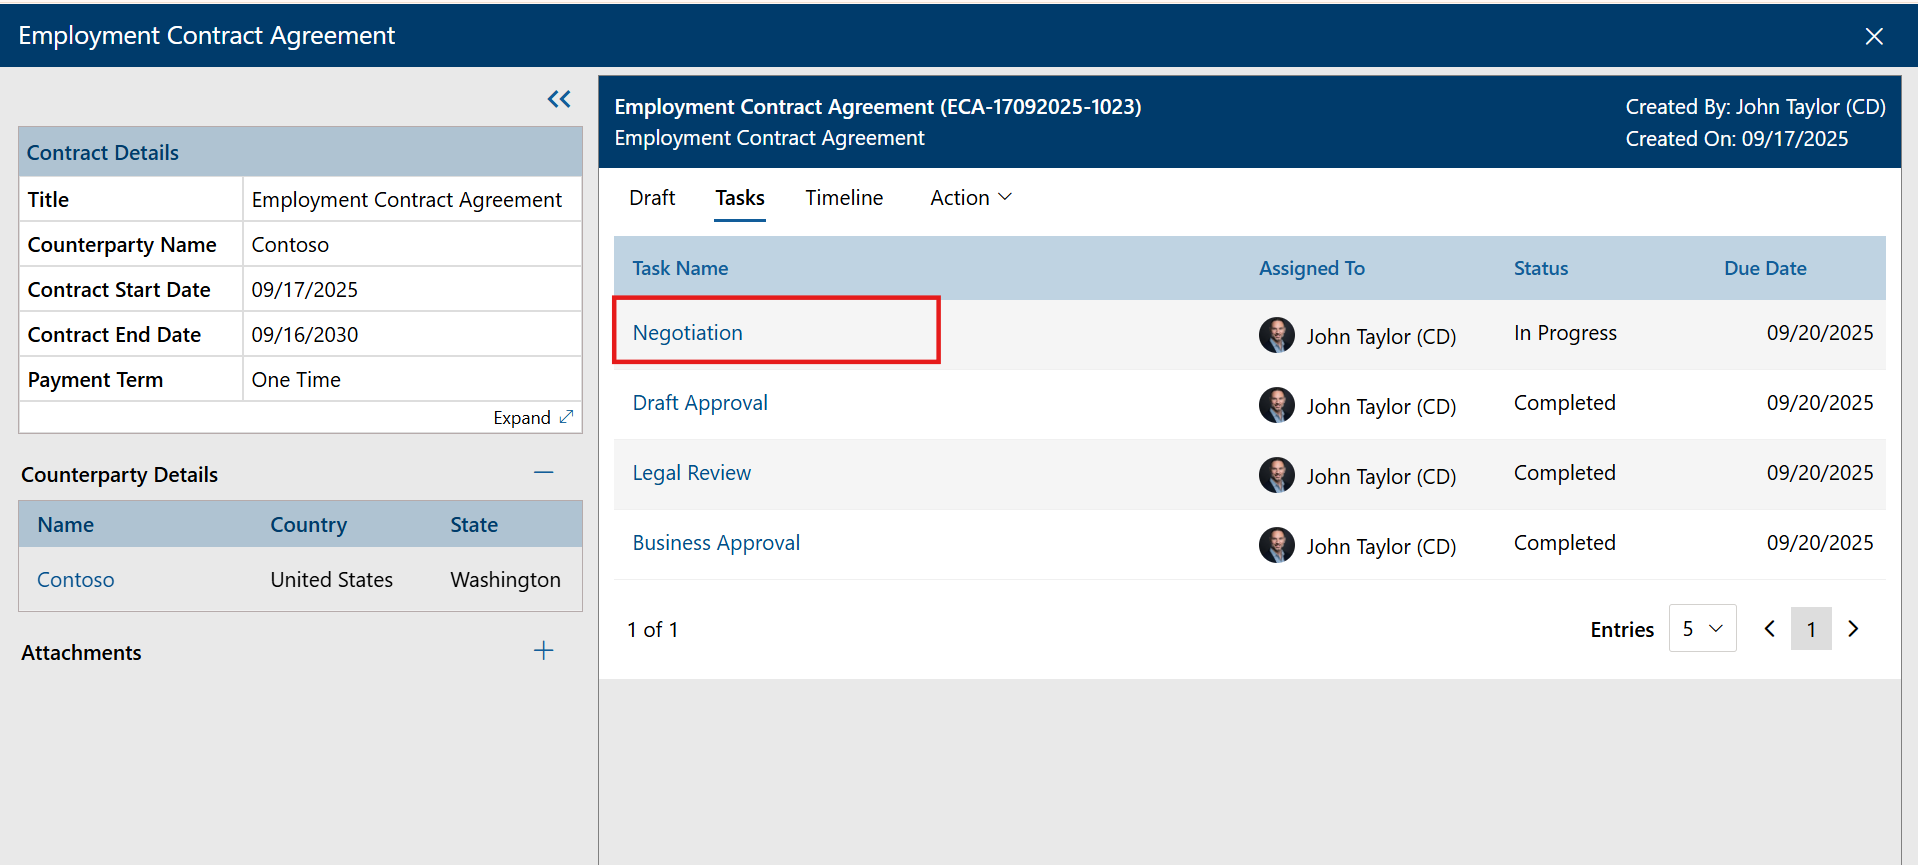 Employment Contract Agreement
Contract Details
Title Employment Contract Agreement
Counterparty Name Contoso
Contract Start Date 09/17/2025
Contract End Date 09/16/2030
Payment Term One Time
Expand
Counterparty Details
Name Country State
Contoso United States Washington
Attachments
Employment Contract Agreement (ECA-17092025-1023)
Employment Contract Agreement
Created By: John Taylor (CD)
Created On: 09/17/2025
Draft Tasks Timeline Action
Task Name Assigned To Status Due Date
Negotiation John Taylor (CD) In Progress 09/20/2025
Draft Approval John Taylor (CD) Completed 09/20/2025
Legal Review John Taylor (CD) Completed 09/20/2025
Business Approval John Taylor (CD) Completed 09/20/2025
1 of 1 Entries 5 1